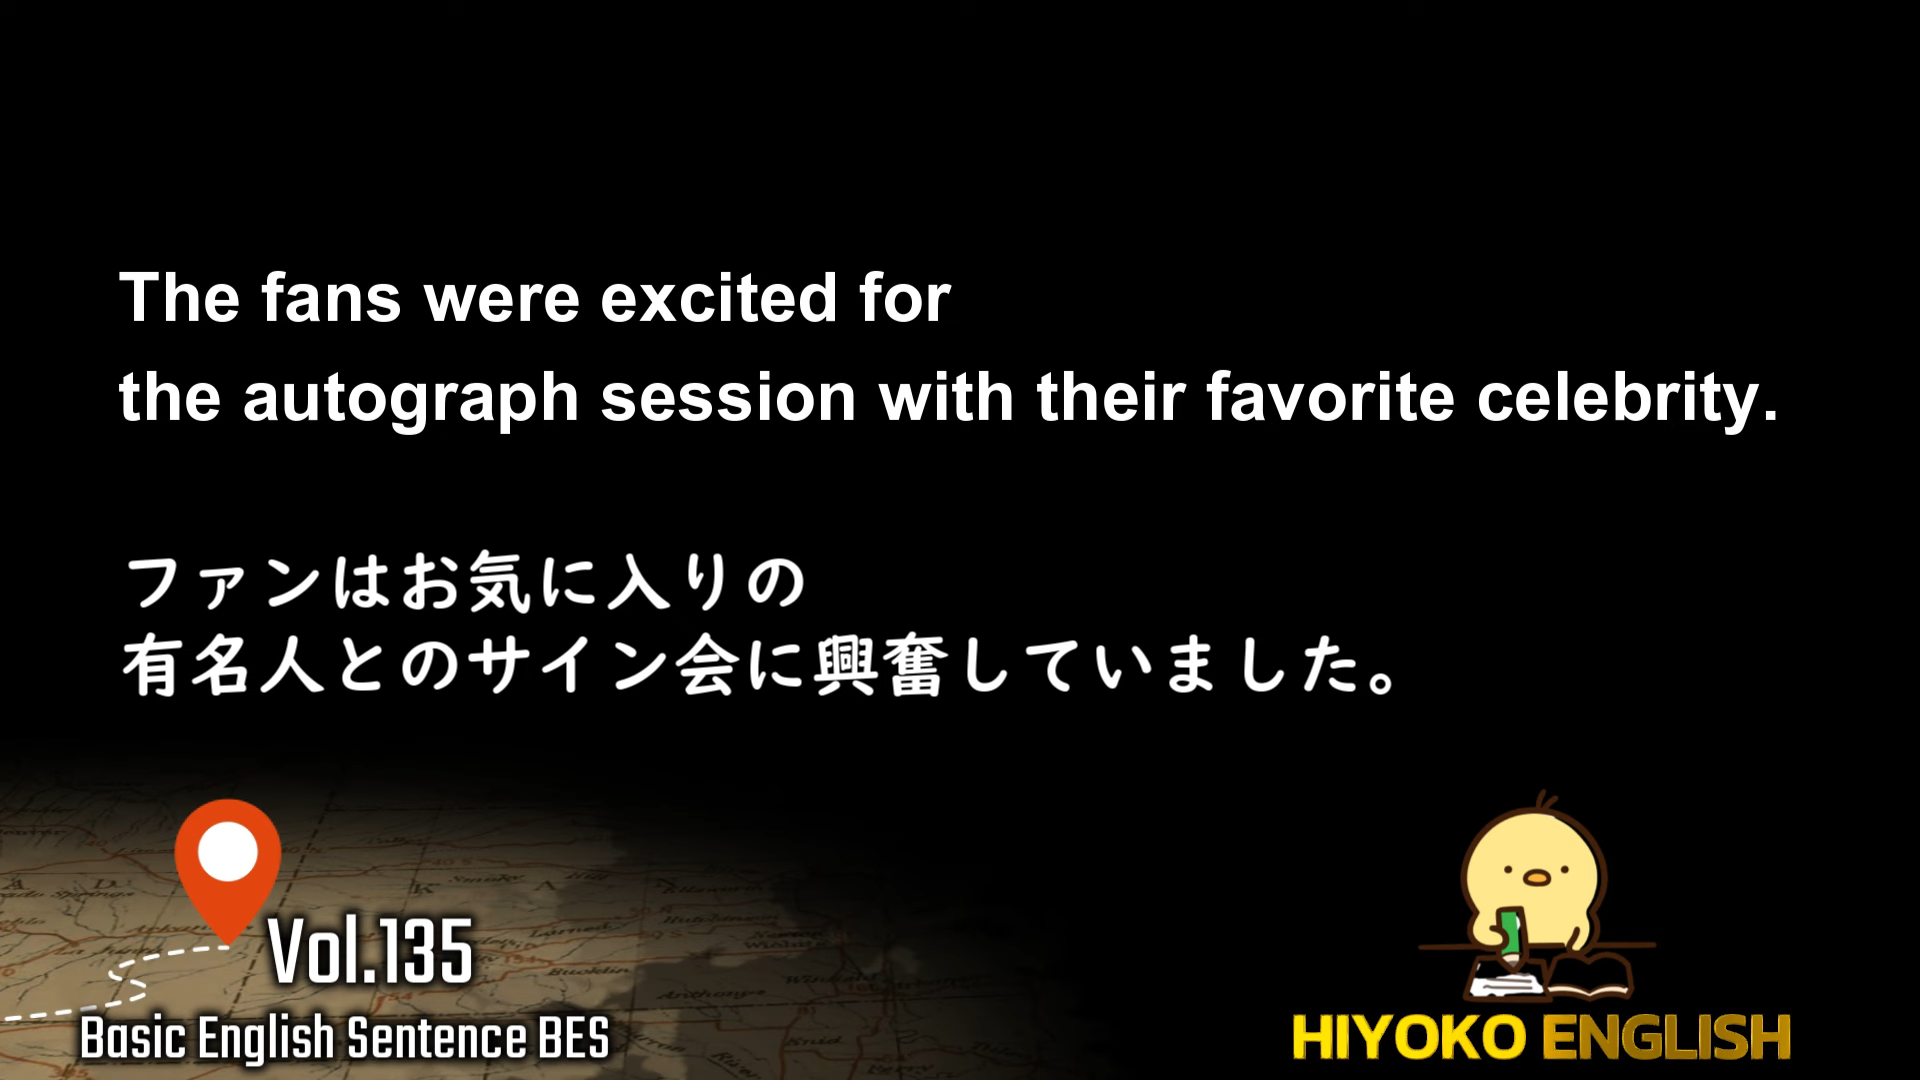 The fans were excited for
the autograph session with their favorite celebrity.
ファンはお気に入りの
有名人とのサイン会に興奮していました。
Vol.135
Basic English Sentence BES
HIYOKO ENGLISH